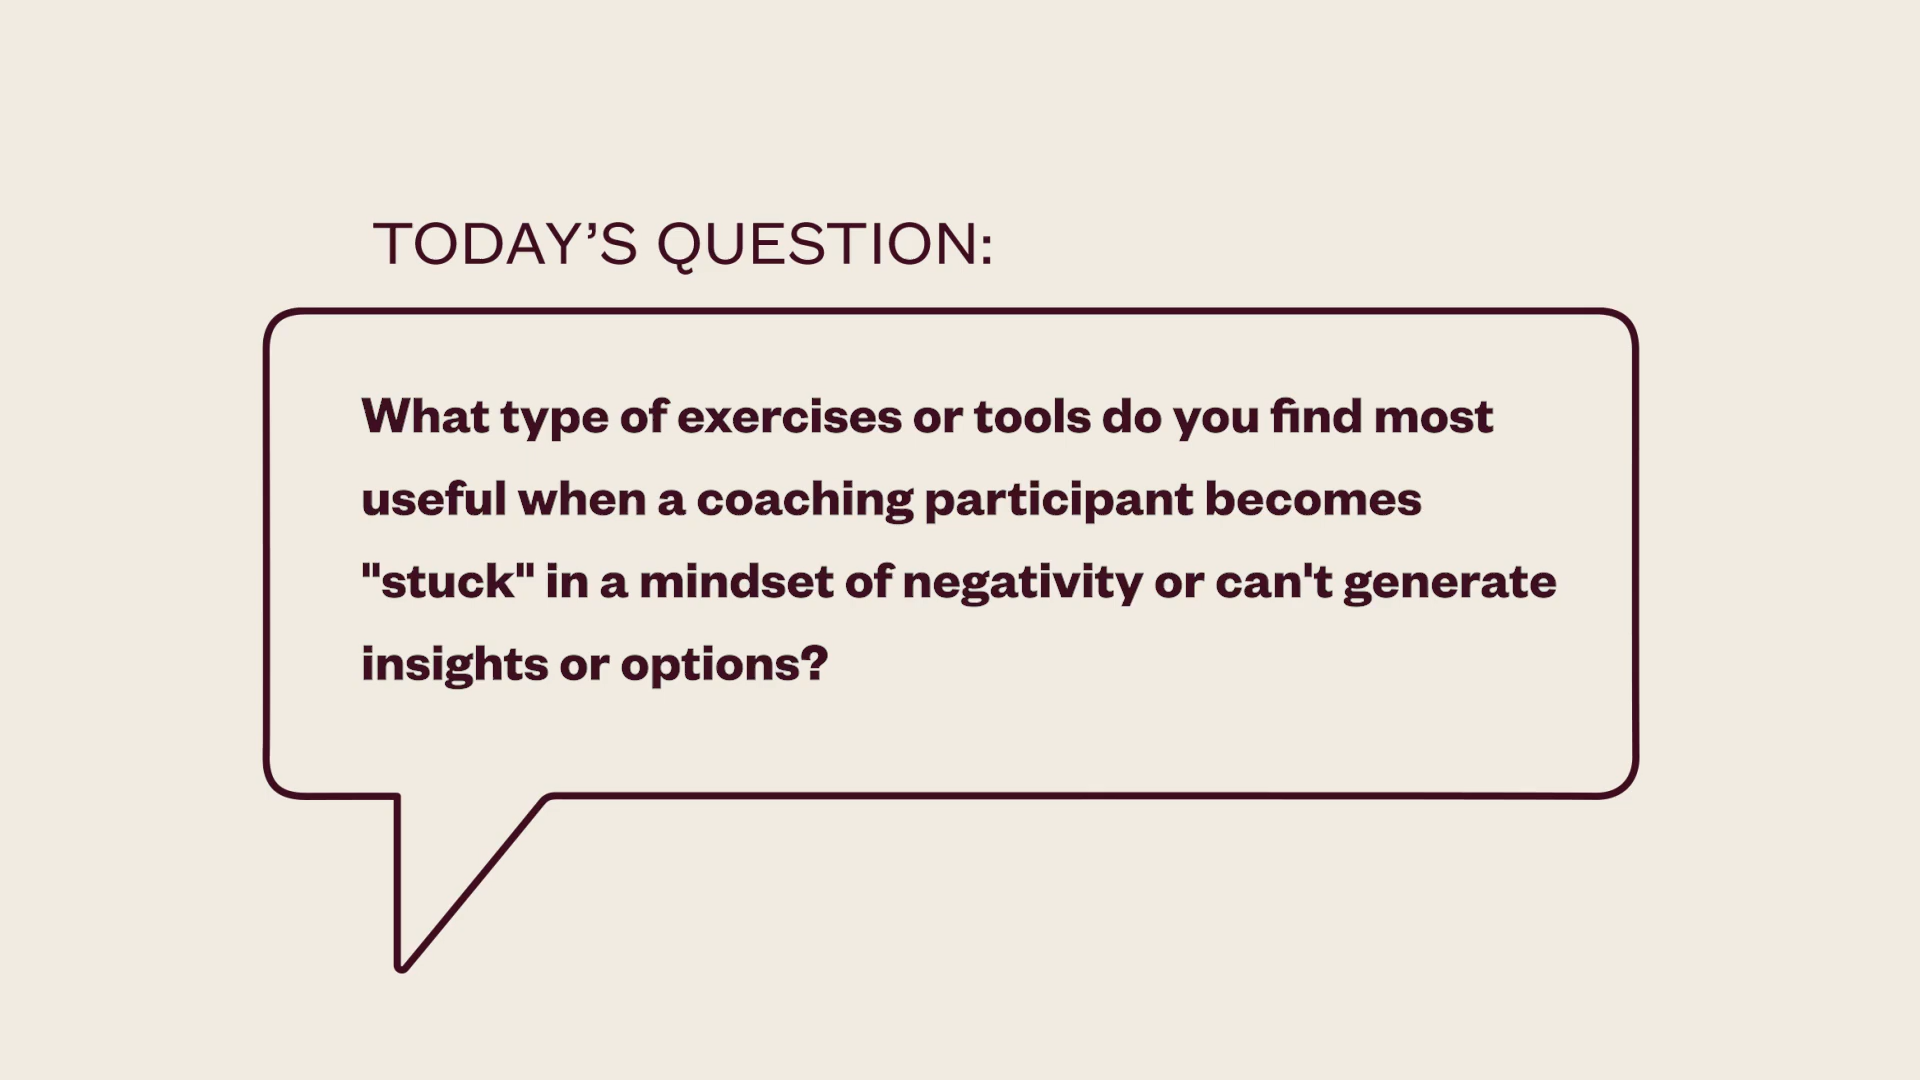 TODAY’S QUESTION:
What type of exercises or tools do you find most
useful when a coaching participant becomes
"stuck" in a mindset of negativity or can't generate
insights or options?